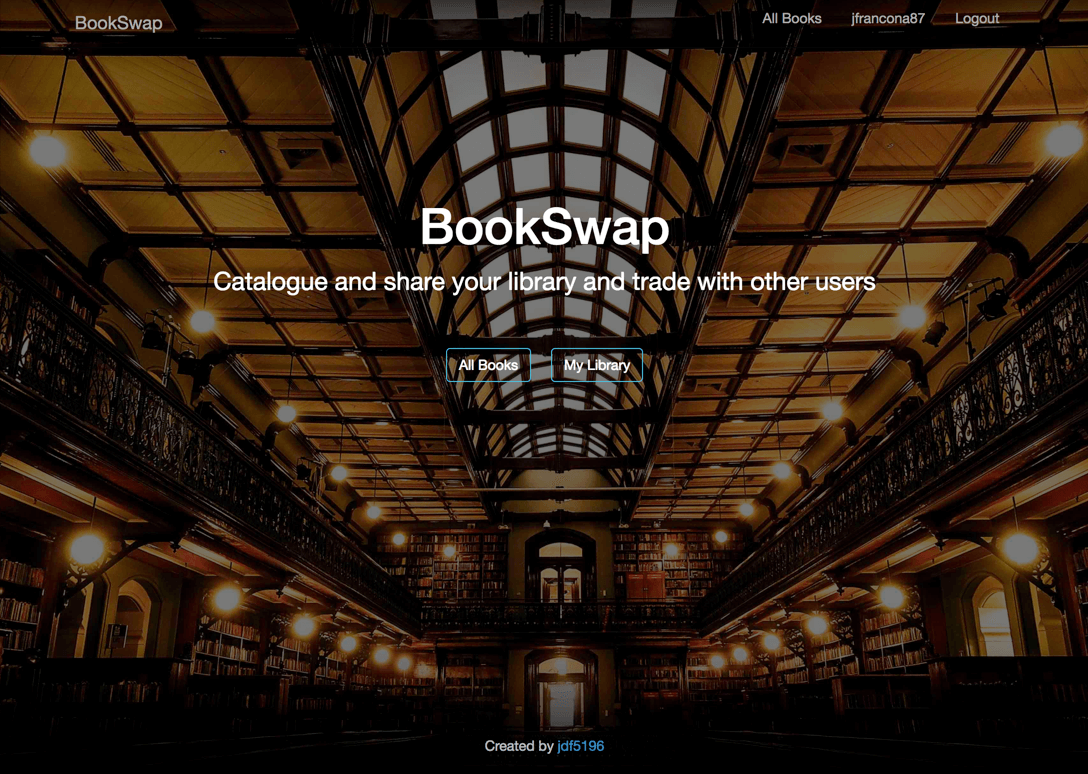 BookSwap
All Books jfrancona87 Logout
BookSwap
Catalogue and share your library and trade with other users
All Books My Library
Created by jdf5196